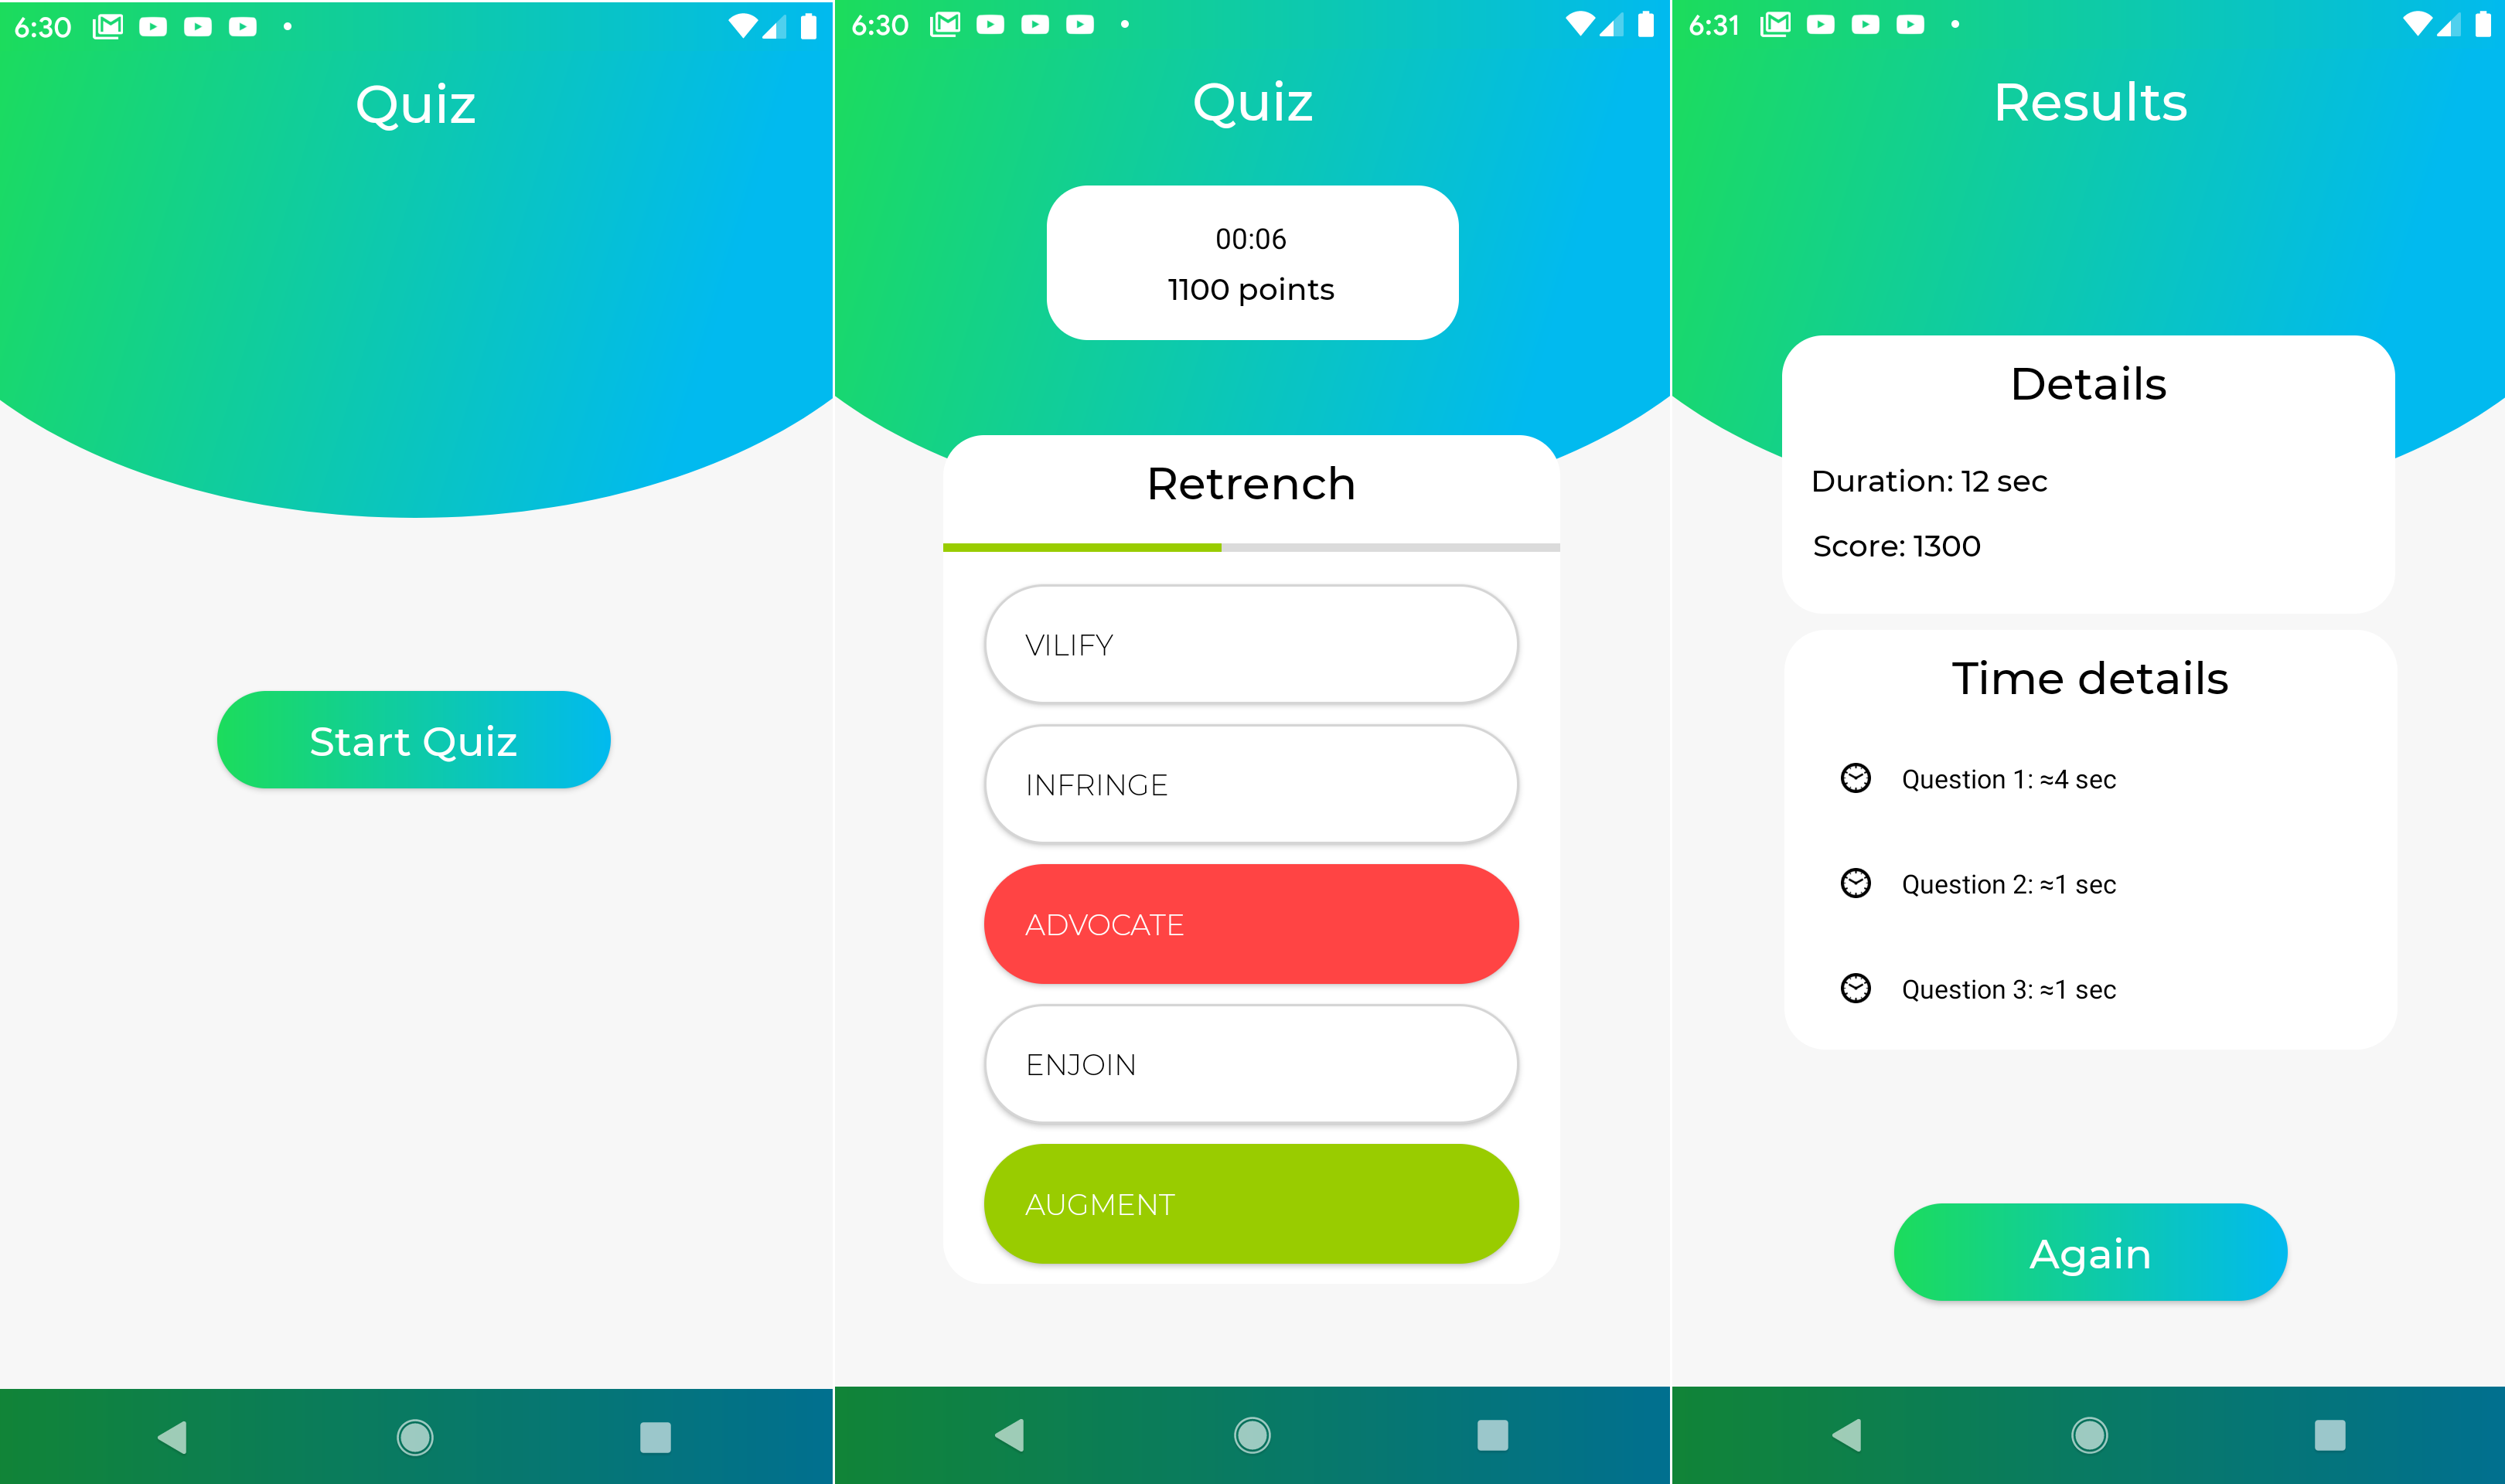 6:30
Quiz
Start Quiz
6:30
Quiz
00:06
1100 points
Retrench
VILIFY
INFRINGE
ADVOCATE
ENJOIN
AUGMENT
6:31
Results
Details
Duration: 12 sec
Score: 1300
Time details
Question 1: ≈4 sec
Question 2: ≈1 sec
Question 3: ≈1 sec
Again